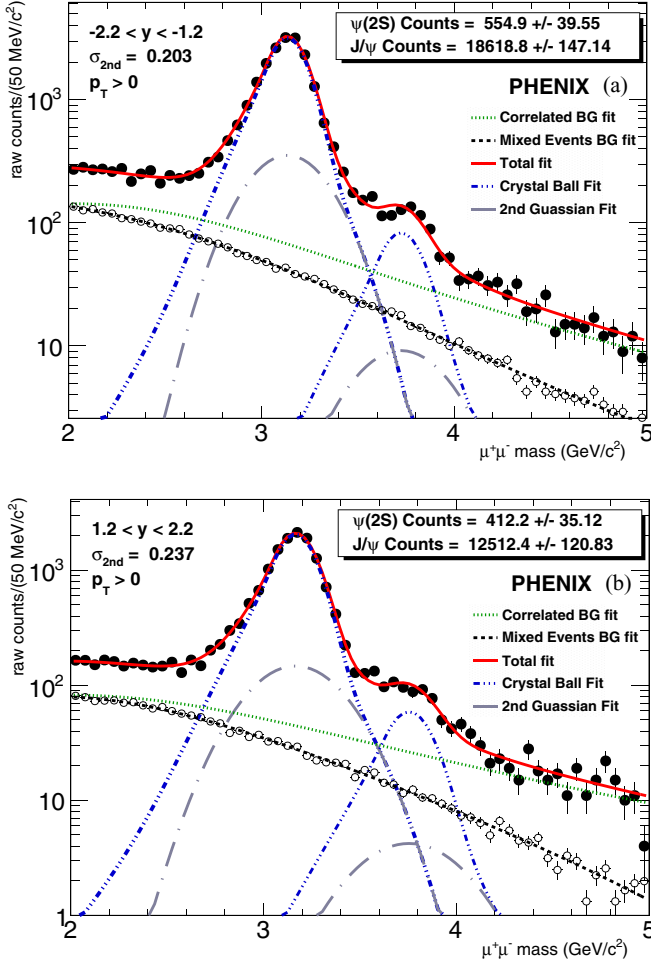 raw counts/(50 MeV/c²)
-2.2 < y < -1.2
σ2nd = 0.203
pT > 0
ψ(2S) Counts = 554.9 +/- 39.55
J/ψ Counts = 18618.8 +/- 147.14
PHENIX (a)
Correlated BG fit
Mixed Events BG fit
Total fit
Crystal Ball Fit
2nd Guassian Fit
10³
10²
10
2 3 4 5
μ⁺μ⁻ mass (GeV/c²)
raw counts/(50 MeV/c²)
1.2 < y < 2.2
σ2nd = 0.237
pT > 0
ψ(2S) Counts = 412.2 +/- 35.12
J/ψ Counts = 12512.4 +/- 120.83
PHENIX (b)
Correlated BG fit
Mixed Events BG fit
Total fit
Crystal Ball Fit
2nd Guassian Fit
10³
10²
10
1
2 3 4 5
μ⁺μ⁻ mass (GeV/c²)